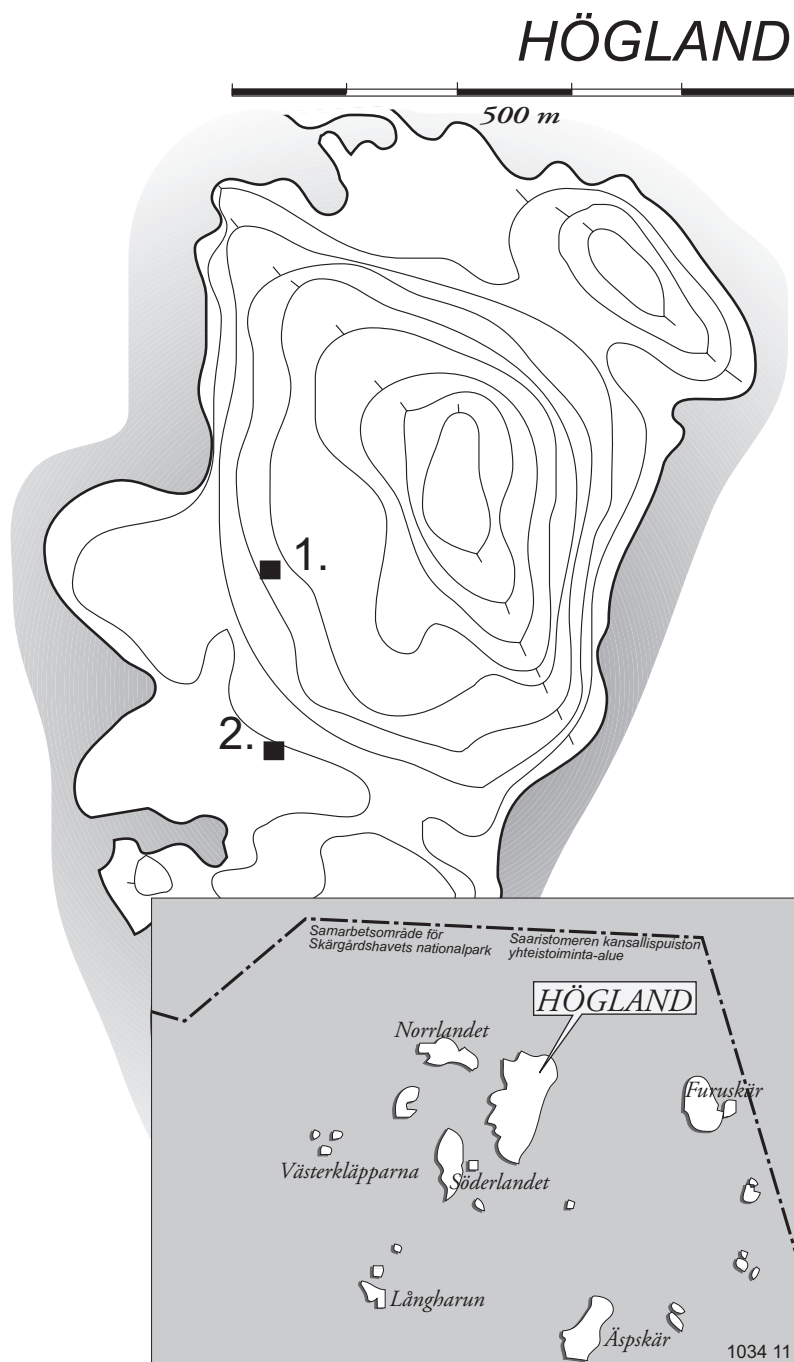 HÖGLAND
500 m
1.
2.
Samarbetsområde för
Skärgårdshavets nationalpark
Saaristomeren kansallispuiston
yhteistoiminta-alue
HÖGLAND
Norrlandet
Furuskär
Västerkläpparna
Söderlandet
Långharun
Äspskär
1034 11